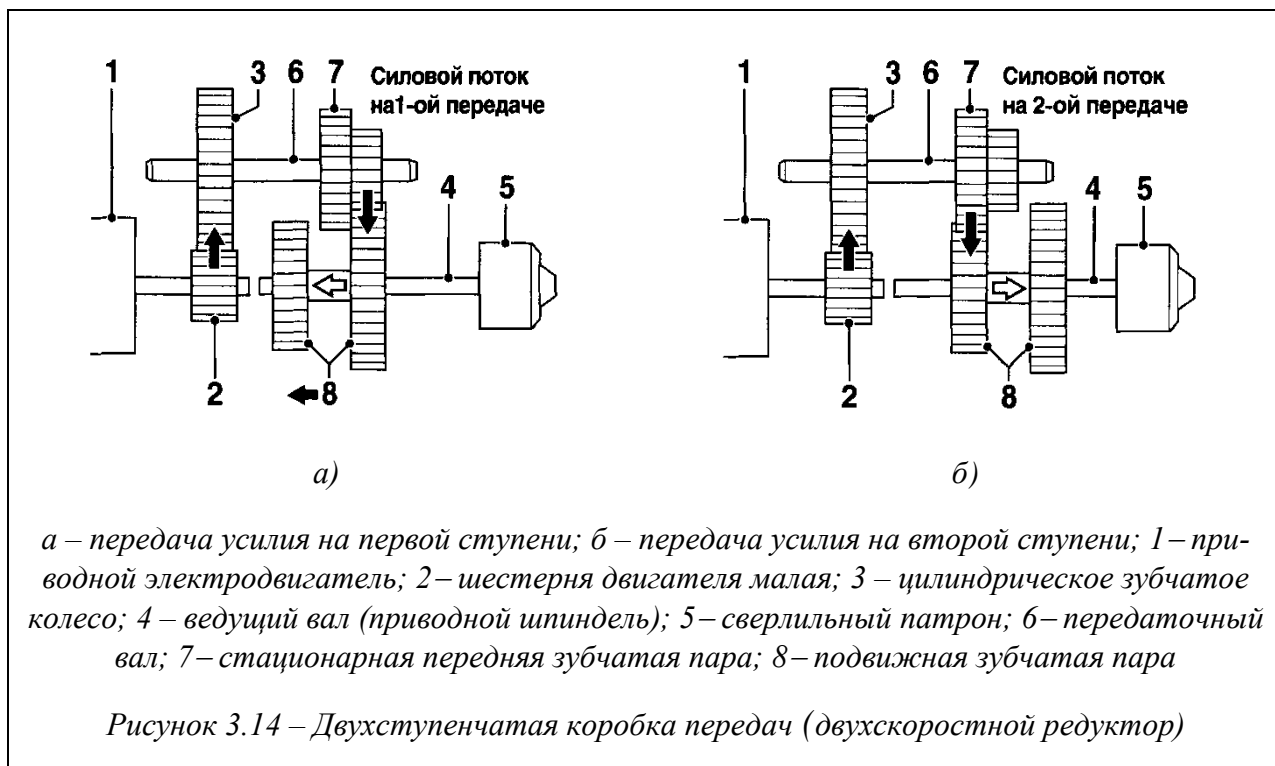 1 3 6 7 Силовой поток
на1-ой передаче
4 5
2 8
1 3 6 7 Силовой поток
на 2-ой передаче
4 5
2 8
а) б)
а – передача усилия на первой ступени; б – передача усилия на второй ступени; 1– при-
водной электродвигатель; 2– шестерня двигателя малая; 3 – цилиндрическое зубчатое
колесо; 4 – ведущий вал (приводной шпиндель); 5– сверлильный патрон; 6– передаточный
вал; 7– стационарная передняя зубчатая пара; 8– подвижная зубчатая пара
Рисунок 3.14 – Двухступенчатая коробка передач (двухскоростной редуктор)